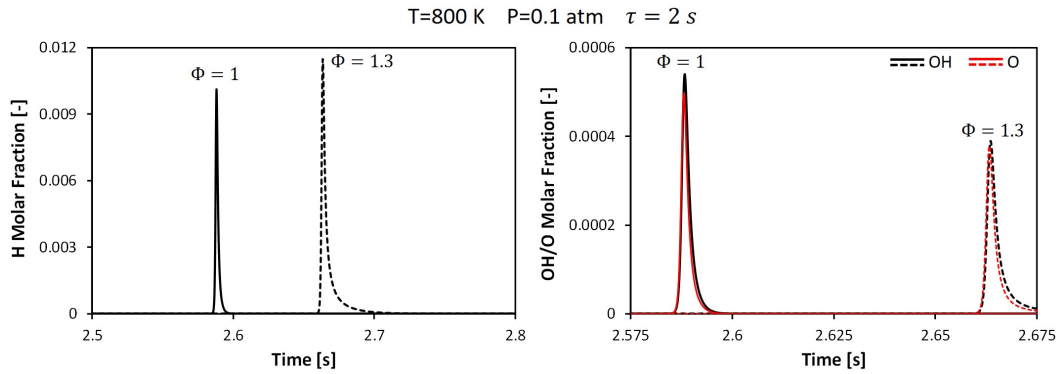 T=800 K P=0.1 atm τ = 2 s
H Molar Fraction [-]
0.012
0.009
0.006
0.003
0
Φ = 1
Φ = 1.3
2.5 2.6 2.7 2.8
Time [s]
OH/O Molar Fraction [-]
0.0006
0.0004
0.0002
0
Φ = 1
OH O
Φ = 1.3
2.575 2.6 2.625 2.65 2.675
Time [s]